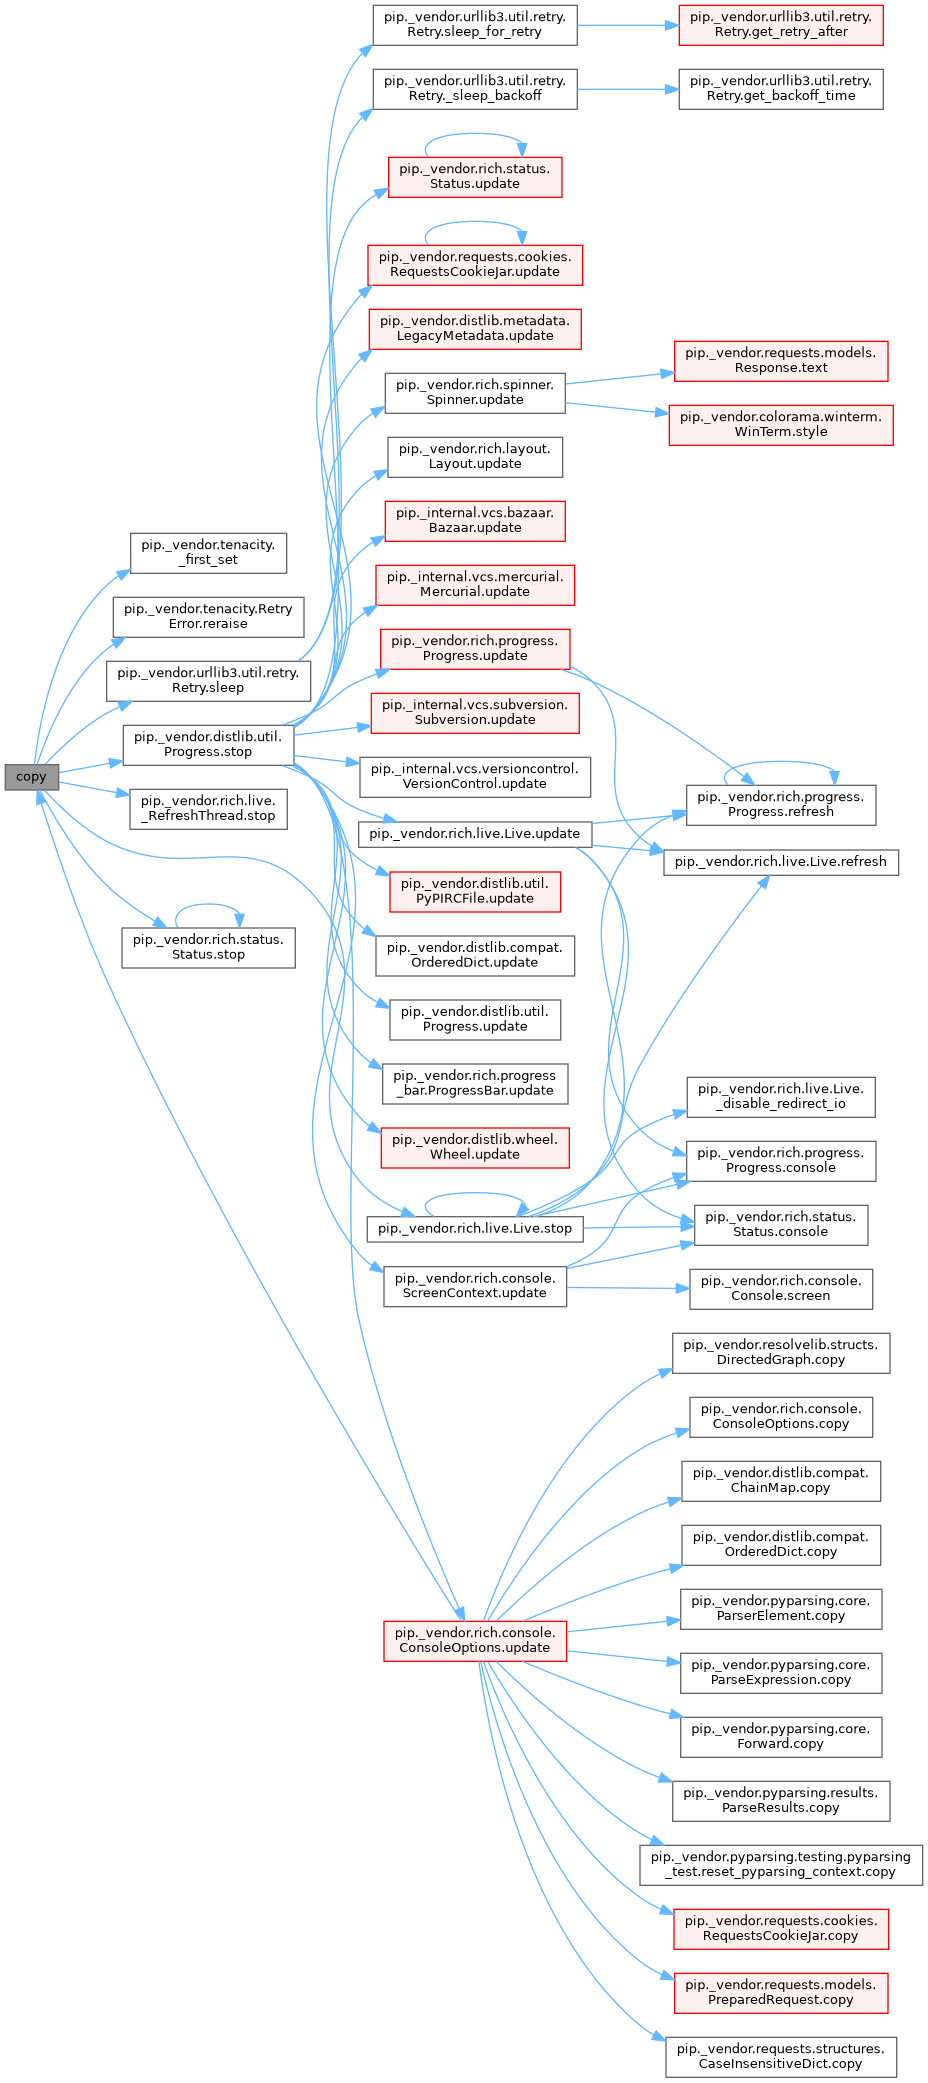 pip._vendor.urllib3.util.retry.
Retry.sleep_for_retry
pip._vendor.urllib3.util.retry.
Retry.get_retry_after
pip._vendor.urllib3.util.retry.
Retry._sleep_backoff
pip._vendor.urllib3.util.retry.
Retry.get_backoff_time
pip._vendor.rich.status.
Status.update
pip._vendor.requests.cookies.
RequestsCookieJar.update
pip._vendor.distlib.metadata.
LegacyMetadata.update
pip._vendor.requests.models.
Response.text
pip._vendor.rich.spinner.
Spinner.update
pip._vendor.colorama.winterm.
WinTerm.style
pip._vendor.rich.layout.
Layout.update
pip._internal.vcs.bazaar.
Bazaar.update
pip._vendor.tenacity.
_first_set
pip._internal.vcs.mercurial.
Mercurial.update
pip._vendor.tenacity.Retry
Error.reraise
pip._vendor.rich.progress.
Progress.update
pip._vendor.urllib3.util.retry.
Retry.sleep
pip._internal.vcs.subversion.
Subversion.update
pip._vendor.distlib.util.
Progress.stop
copy
pip._internal.vcs.versioncontrol.
VersionControl.update
pip._vendor.rich.live.
_RefreshThread.stop
pip._vendor.rich.progress.
Progress.refresh
pip._vendor.rich.live.Live.update
pip._vendor.rich.live.Live.refresh
pip._vendor.distlib.util.
PyPIRCFile.update
pip._vendor.rich.status.
Status.stop
pip._vendor.distlib.compat.
OrderedDict.update
pip._vendor.distlib.util.
Progress.update
pip._vendor.rich.progress
_bar.ProgressBar.update
pip._vendor.rich.live.Live.
_disable_redirect_io
pip._vendor.distlib.wheel.
Wheel.update
pip._vendor.rich.progress.
Progress.console
pip._vendor.rich.live.Live.stop
pip._vendor.rich.status.
Status.console
pip._vendor.rich.console.
ScreenContext.update
pip._vendor.rich.console.
Console.screen
pip._vendor.resolvelib.structs.
DirectedGraph.copy
pip._vendor.rich.console.
ConsoleOptions.copy
pip._vendor.distlib.compat.
ChainMap.copy
pip._vendor.distlib.compat.
OrderedDict.copy
pip._vendor.pyparsing.core.
ParserElement.copy
pip._vendor.rich.console.
ConsoleOptions.update
pip._vendor.pyparsing.core.
ParseExpression.copy
pip._vendor.pyparsing.core.
Forward.copy
pip._vendor.pyparsing.results.
ParseResults.copy
pip._vendor.pyparsing.testing.pyparsing
_test.reset_pyparsing_context.copy
pip._vendor.requests.cookies.
RequestsCookieJar.copy
pip._vendor.requests.models.
PreparedRequest.copy
pip._vendor.requests.structures.
CaseInsensitiveDict.copy